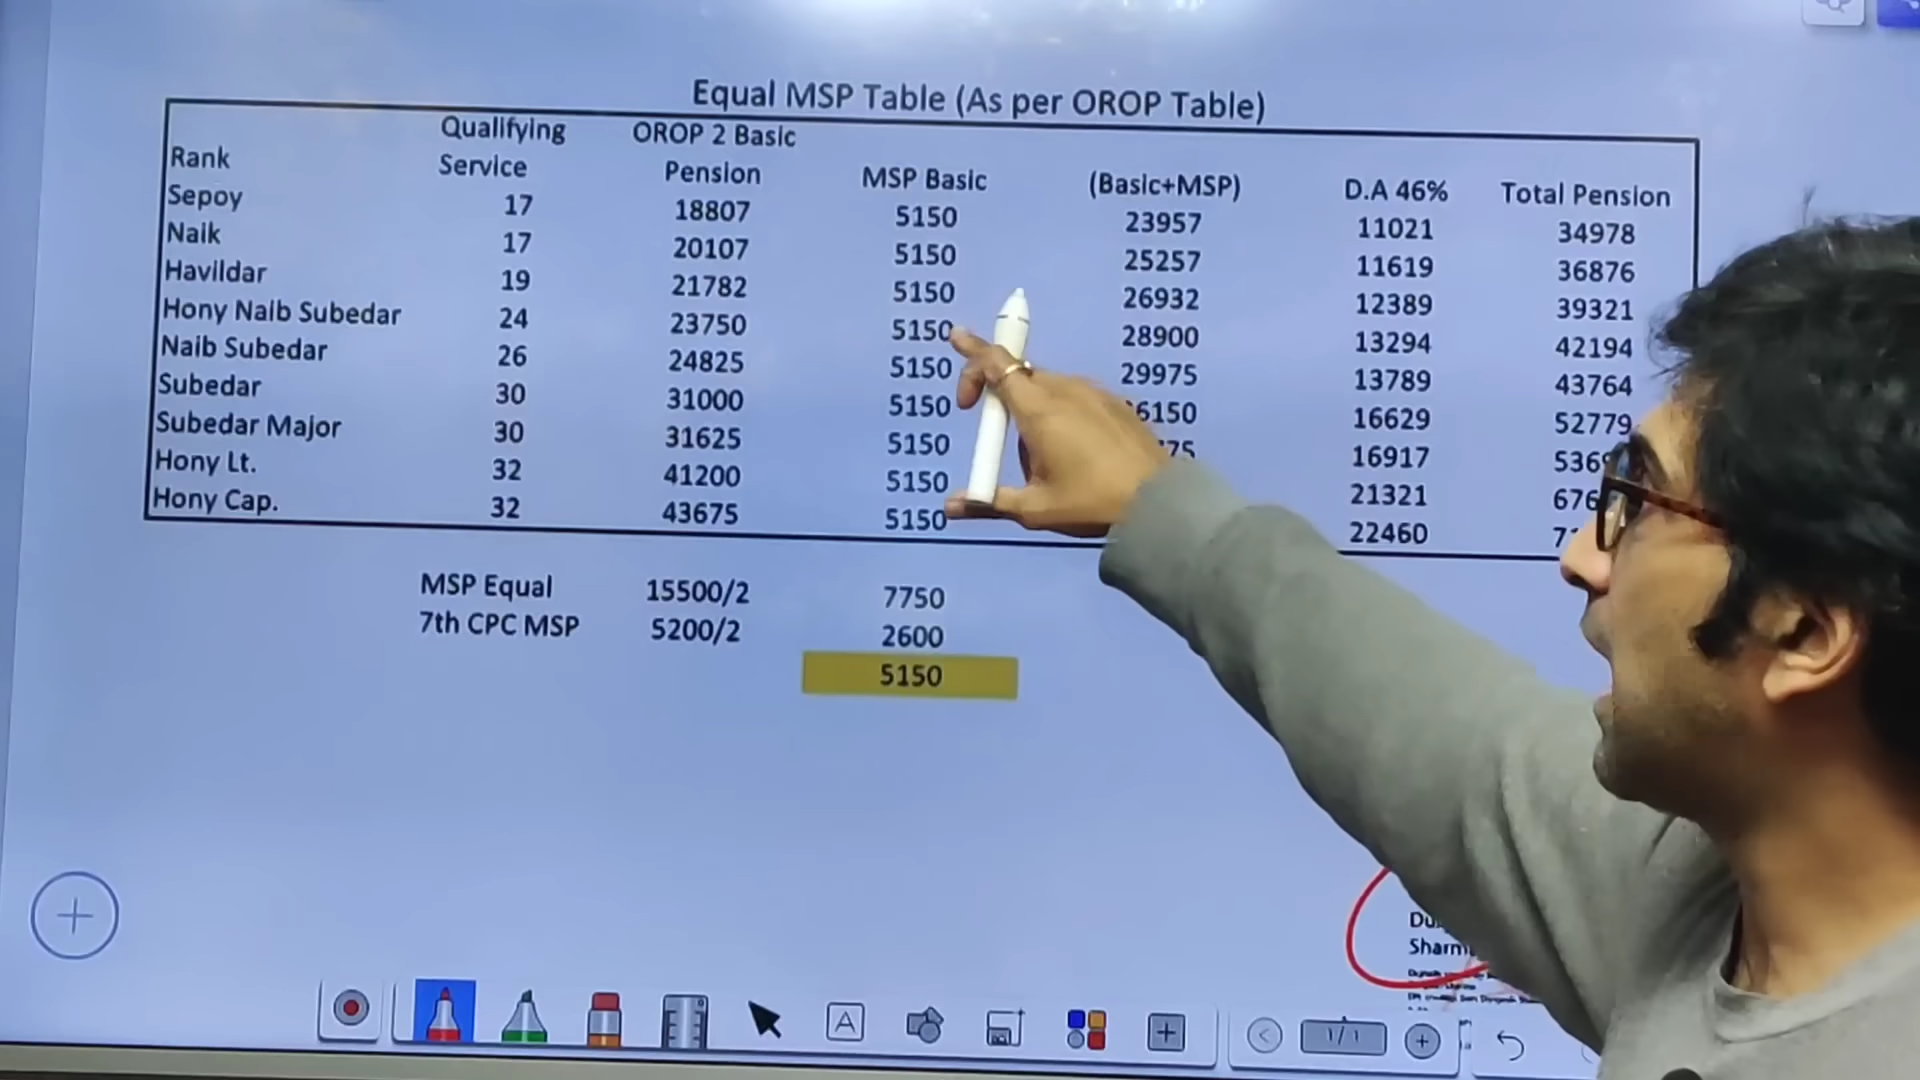 Equal MSP Table (As per OROP Table)
Rank Qualifying Service OROP 2 Basic Pension MSP Basic (Basic+MSP) D.A 46% Total Pension
Sepoy 17 18807 5150 23957 11021 34978
Naik 17 20107 5150 25257 11619 36876
Havildar 19 21782 5150 26932 12389 39321
Hony Naib Subedar 24 23750 5150 28900 13294 42194
Naib Subedar 26 24825 5150 29975 13789 43764
Subedar 30 31000 5150 16629 52779
Subedar Major 30 31625 5150 16917
Hony Lt. 32 41200 5150 21321
Hony Cap. 32 43675 5150 22460
MSP Equal 15500/2 7750
7th CPC MSP 5200/2 2600
5150
A
1/1